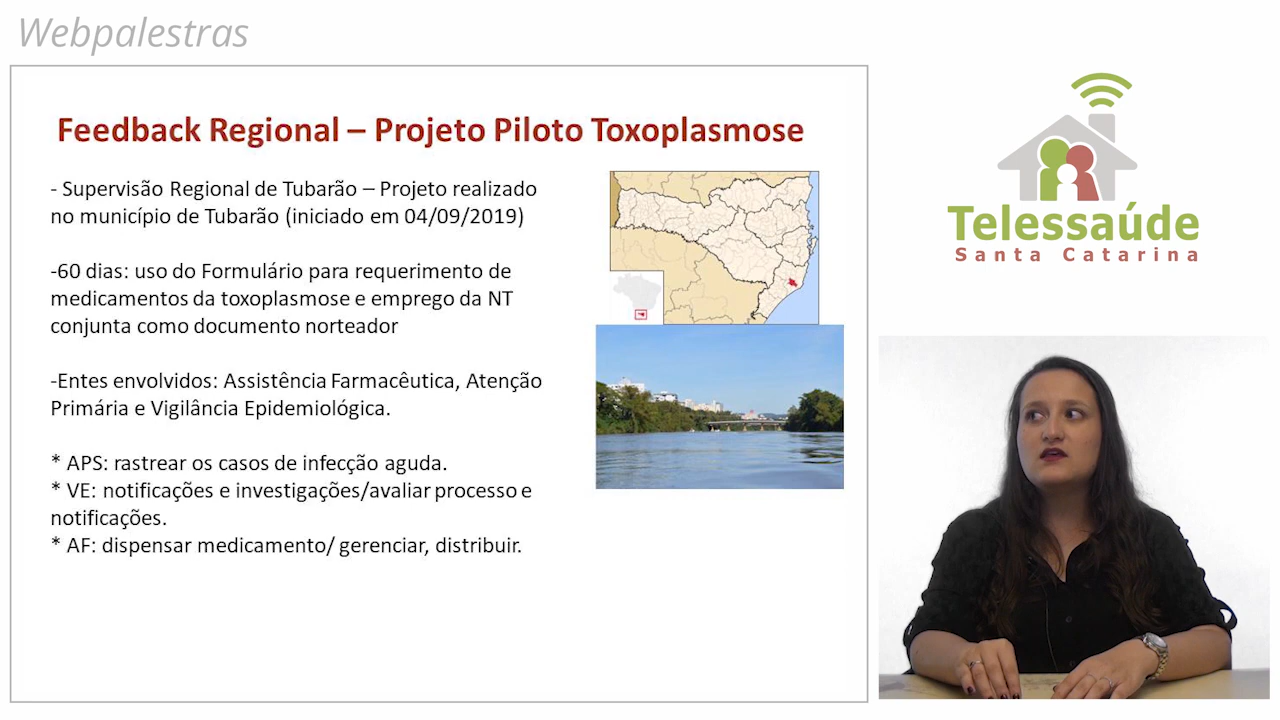 Webpalestras
Feedback Regional – Projeto Piloto Toxoplasmose
- Supervisão Regional de Tubarão – Projeto realizado
no município de Tubarão (iniciado em 04/09/2019)
-60 dias: uso do Formulário para requerimento de
medicamentos da toxoplasmose e emprego da NT
conjunta como documento norteador
-Entes envolvidos: Assistência Farmacêutica, Atenção
Primária e Vigilância Epidemiológica.
* APS: rastrear os casos de infecção aguda.
* VE: notificações e investigações/avaliar processo e
notificações.
* AF: dispensar medicamento/ gerenciar, distribuir.
Telessaúde
Santa Catarina